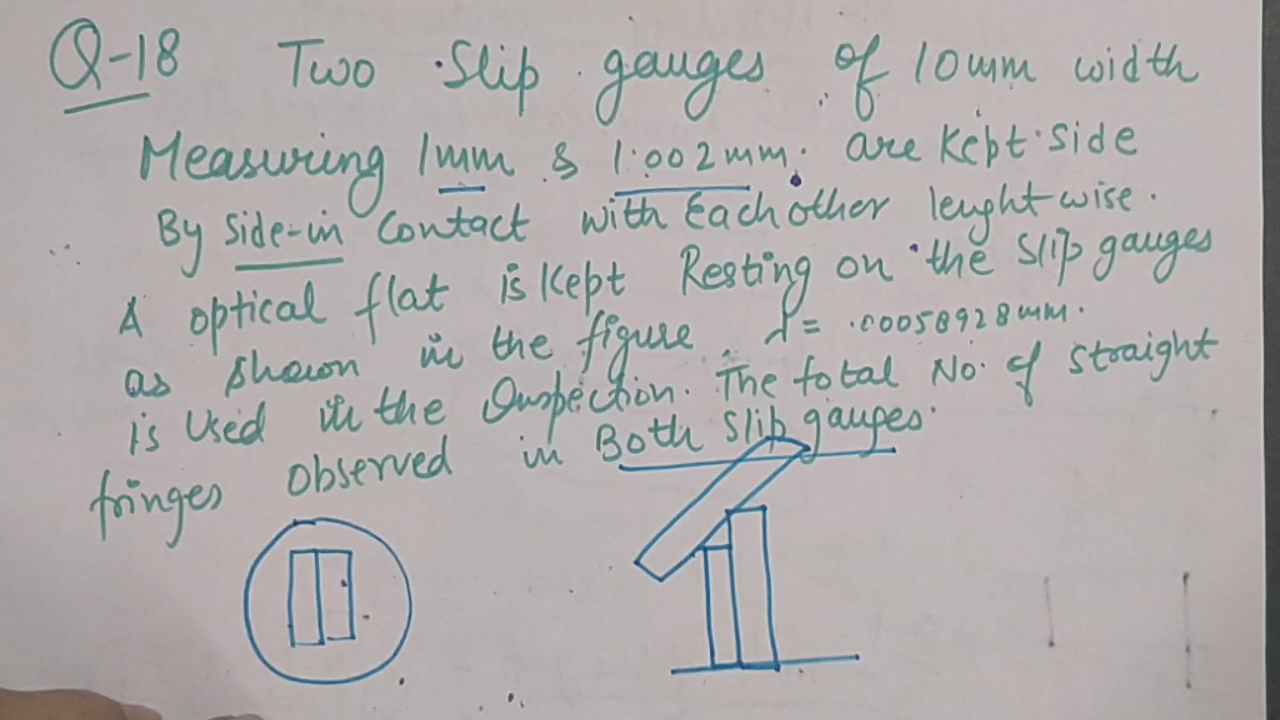 Q-18 Two Slip gauges of 10mm width
Measuring 1mm & 1.002mm. are kept side
By Side-in Contact with Each other lenght wise.
A optical flat is kept Resting on the Slip gauges
as shown in the figure, λ = .00058928mm.
is Used in the Inspection. The total No. of straight
fringes observed in Both slip gauges.